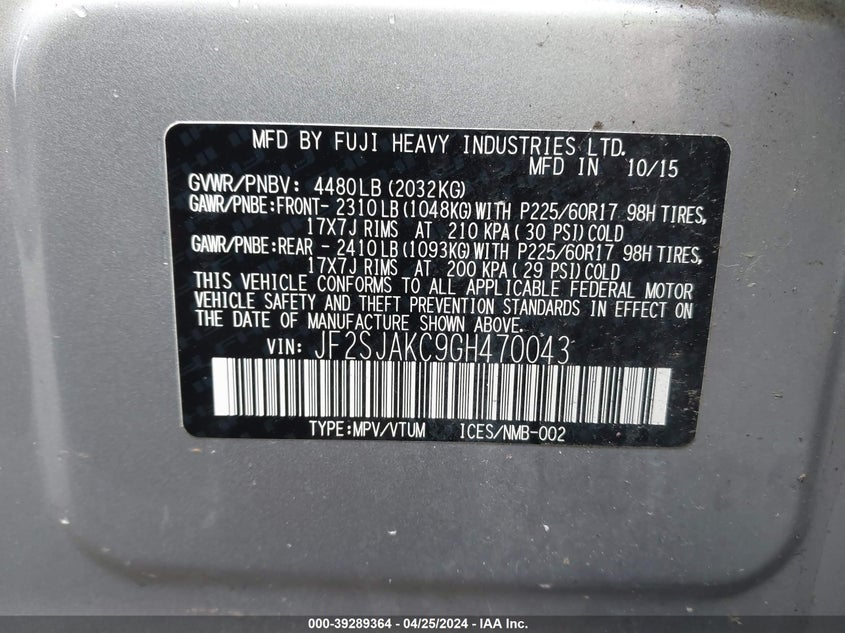 MFD BY FUJI HEAVY INDUSTRIES LTD.
MFD IN 10/15
GVWR/PNBV: 4480LB (2032KG)
GAWR/PNBE:FRONT- 2310LB (1048KG) WITH P225/60R17 98H TIRES,
17X7J RIMS AT 210 KPA ( 30 PSI) COLD
GAWR/PNBE:REAR - 2410LB (1093KG) WITH P225/60R17 98H TIRES,
17X7J RIMS AT 200 KPA ( 29 PSI) COLD
THIS VEHICLE CONFORMS TO ALL APPLICABLE FEDERAL MOTOR
VEHICLE SAFETY AND THEFT PREVENTION STANDARDS IN EFFECT ON
THE DATE OF MANUFACTURE SHOWN ABOVE.
VIN: JF2SJAKC9GH470043
TYPE:MPV/VTUM ICES/NMB-002
000-39289364 - 04/25/2024 - IAA Inc.